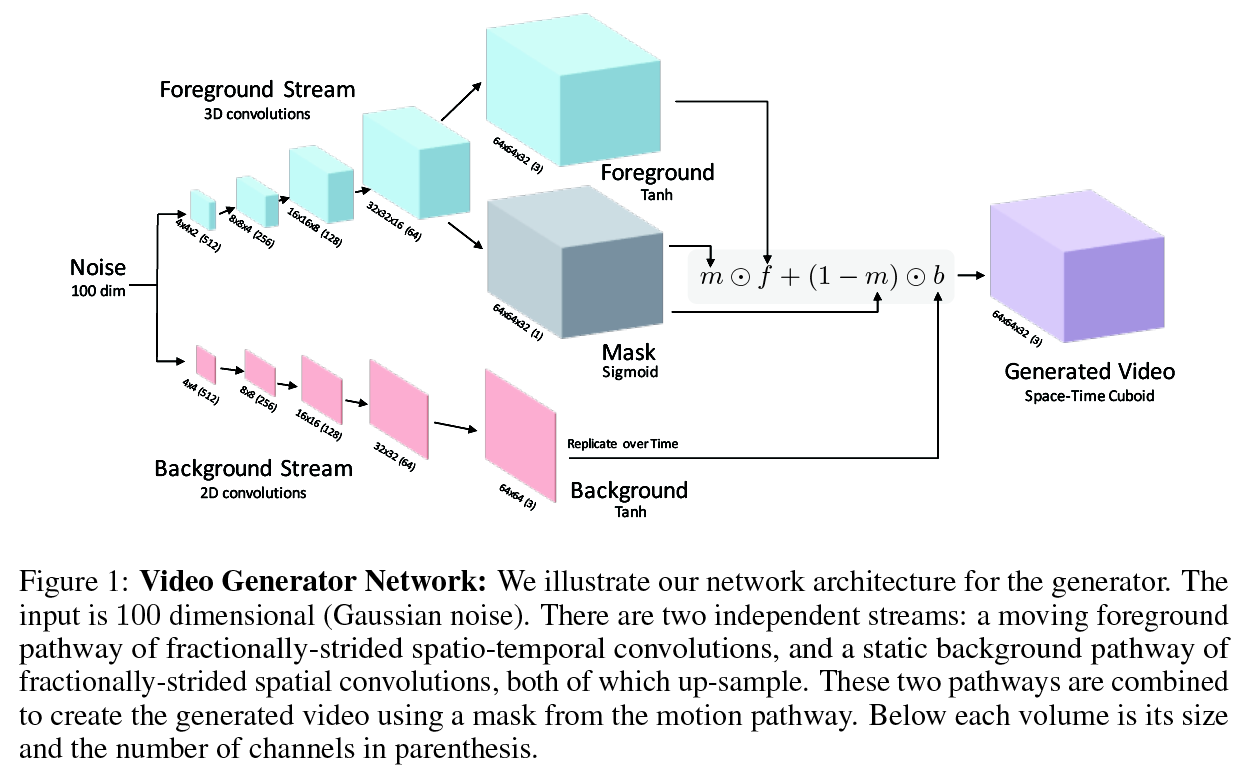 Foreground Stream
3D convolutions
4x4x2 (512)
8x8x4 (256)
16x16x8 (128)
32x32x16 (64)
64x64x32 (3)
Foreground
Tanh
64x64x32 (1)
Mask
Sigmoid
Noise
100 dim
m ⊙ f + (1 − m) ⊙ b
64x64x32 (3)
Generated Video
Space-Time Cuboid
4x4 (512)
8x8 (256)
16x16 (128)
32x32 (64)
64x64 (3)
Background Stream
2D convolutions
Replicate over Time
Background
Tanh
Figure 1: Video Generator Network: We illustrate our network architecture for the generator. The
input is 100 dimensional (Gaussian noise). There are two independent streams: a moving foreground
pathway of fractionally-strided spatio-temporal convolutions, and a static background pathway of
fractionally-strided spatial convolutions, both of which up-sample. These two pathways are combined
to create the generated video using a mask from the motion pathway. Below each volume is its size
and the number of channels in parenthesis.